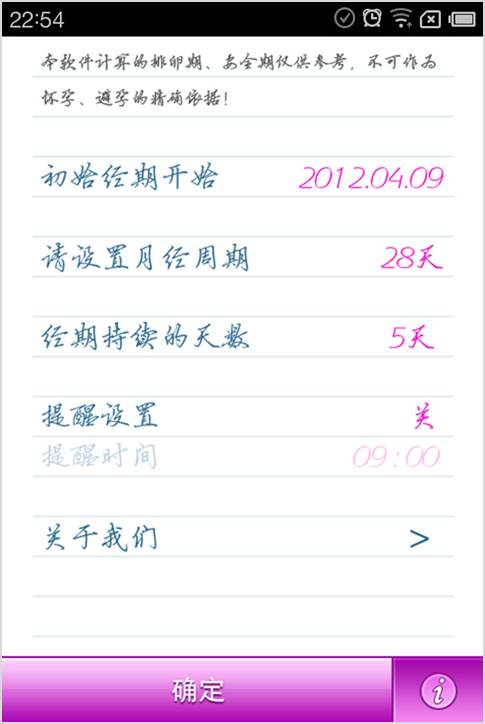 22:54
本软件计算的排卵期、安全期仅供参考，不可作为
怀孕、避孕的精确依据！
初始经期开始 2012.04.09
请设置月经周期 28天
经期持续的天数 5天
提醒设置 关
提醒时间 09:00
关于我们 >
确定 i